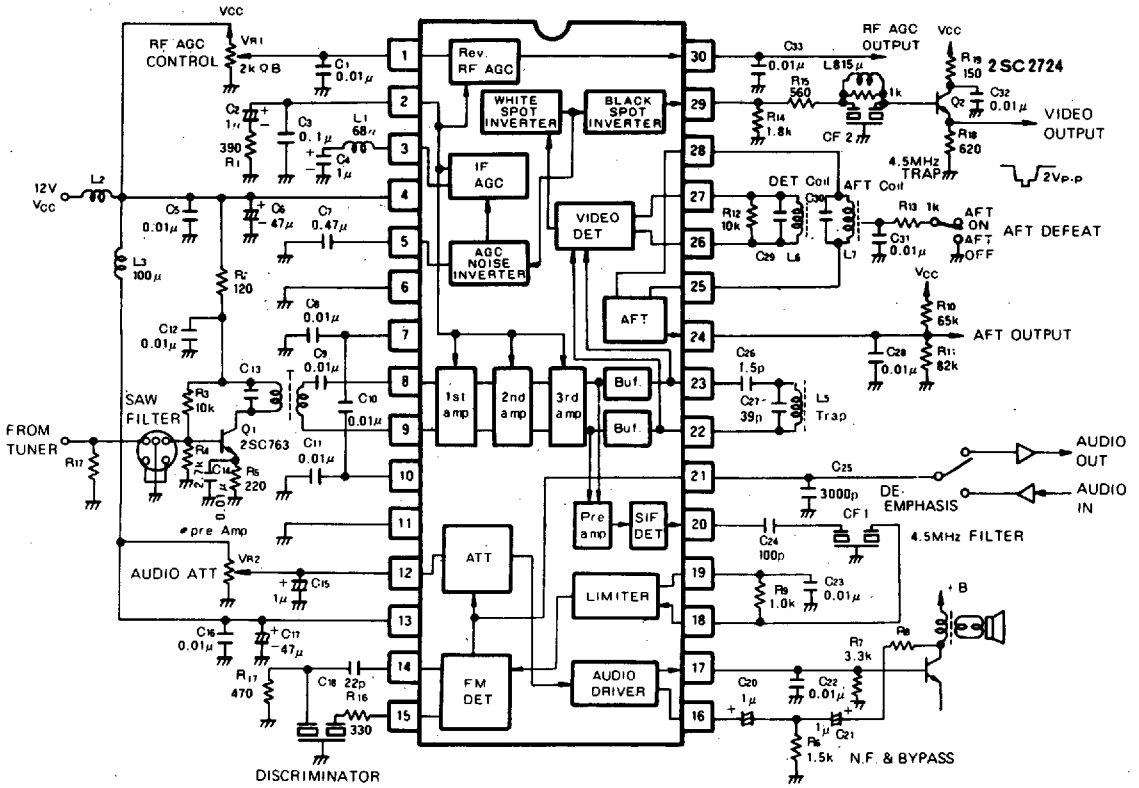 VCC
RF AGC
CONTROL
VR1
2kΩB
C1
0.01μ
C2
1μ
390
R1
C3
0.1μ
L1
68μ
C4
1μ
L2
12V
VCC
C5
0.01μ
C6
47μ
C7
0.47μ
L3
100μ
120
C12
0.01μ
C8
0.01μ
C9
0.01μ
C10
0.01μ
C11
0.01μ
C13
R3
10k
SAW
FILTER
FROM
TUNER
R17
R4
2.7k
Q1
2SC763
C14
0.01μ
R5
220
pre Amp
VR2
AUDIO ATT
C15
1μ
C16
0.01μ
C17
47μ
R17
470
C18
22p
R16
330
DISCRIMINATOR
1
2
3
4
5
6
7
8
9
10
11
12
13
14
15
Rev.
RF AGC
WHITE
SPOT
INVERTER
BLACK
SPOT
INVERTER
IF
AGC
VIDEO
DET
AGC
NOISE
INVERTER
AFT
1st
amp
2nd
amp
3rd
amp
Buf.
Buf.
Pre
amp
SIF
DET
ATT
LIMITER
FM
DET
AUDIO
DRIVER
30
29
28
27
26
25
24
23
22
21
20
19
18
17
16
C33
0.01μ
RF AGC
OUTPUT
L815μ
1k
R15
560
R14
1.8k
CF2
VCC
R19
150
2SC2724
Q2
C32
0.01μ
VIDEO
OUTPUT
R18
620
4.5MHz
TRAP
2VP-P
DET Coil
AFT Coil
R12
10k
C29
L6
C30
L7
R13 1k
C31
0.01μ
AFT
ON
AFT
OFF
AFT DEFEAT
VCC
R10
65k
AFT OUTPUT
C28
0.01μ
R11
82k
C26
1.5p
C27
39p
L5
Trap
C25
3000p
DE-
EMPHASIS
AUDIO
OUT
AUDIO
IN
C24
100p
CF1
4.5MHz FILTER
R9
1.0k
C23
0.01μ
+B
R8
R7
3.3k
C22
0.01μ
C20
1μ
1μ
C21
R6
1.5k
N.F. & BYPASS